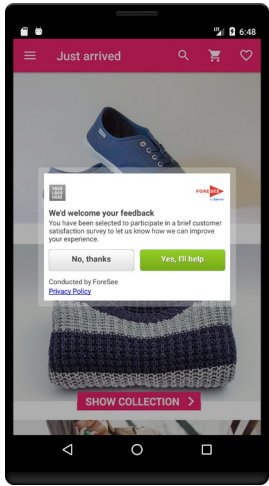 6:48
Just arrived
YOUR
LOGO
HERE
FORESEE
We'd welcome your feedback
You have been selected to participate in a brief customer
satisfaction survey to let us know how we can improve
your experience.
No, thanks
Yes, I'll help
Conducted by ForeSee
Privacy Policy
SHOW COLLECTION